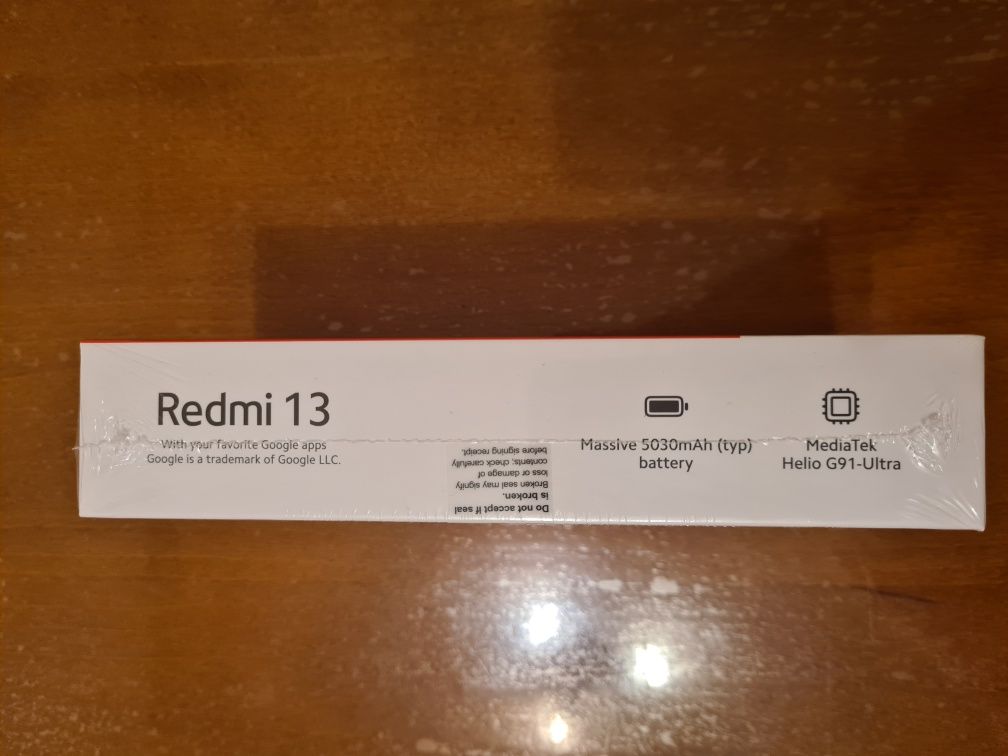 Redmi 13
With your favorite Google apps
Google is a trademark of Google LLC.
Do not accept if seal
is broken.
Broken seal may signify
loss or damage of
contents; check carefully
before signing receipt.
Massive 5030mAh (typ)
battery
MediaTek
Helio G91-Ultra